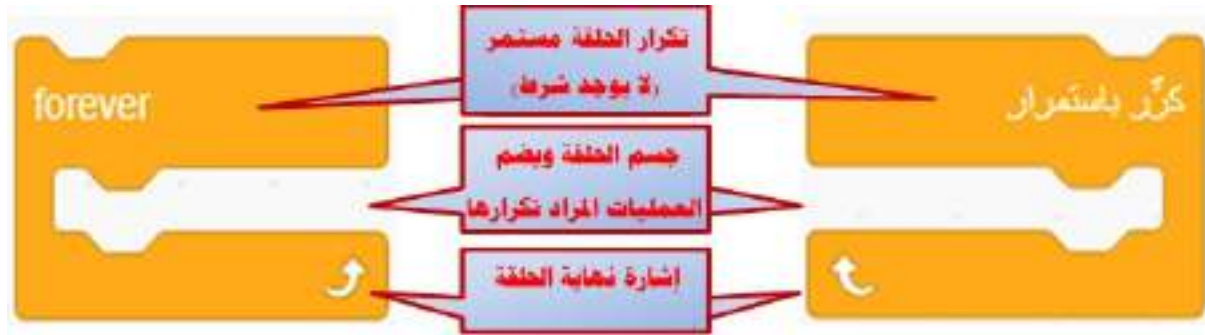 تكرار الحلقة مستمر
(لا يوجد شرط)
forever
كرِّر باستمرار
جسم الحلقة ويضم
العمليات المراد تكرارها
إشارة نهاية الحلقة